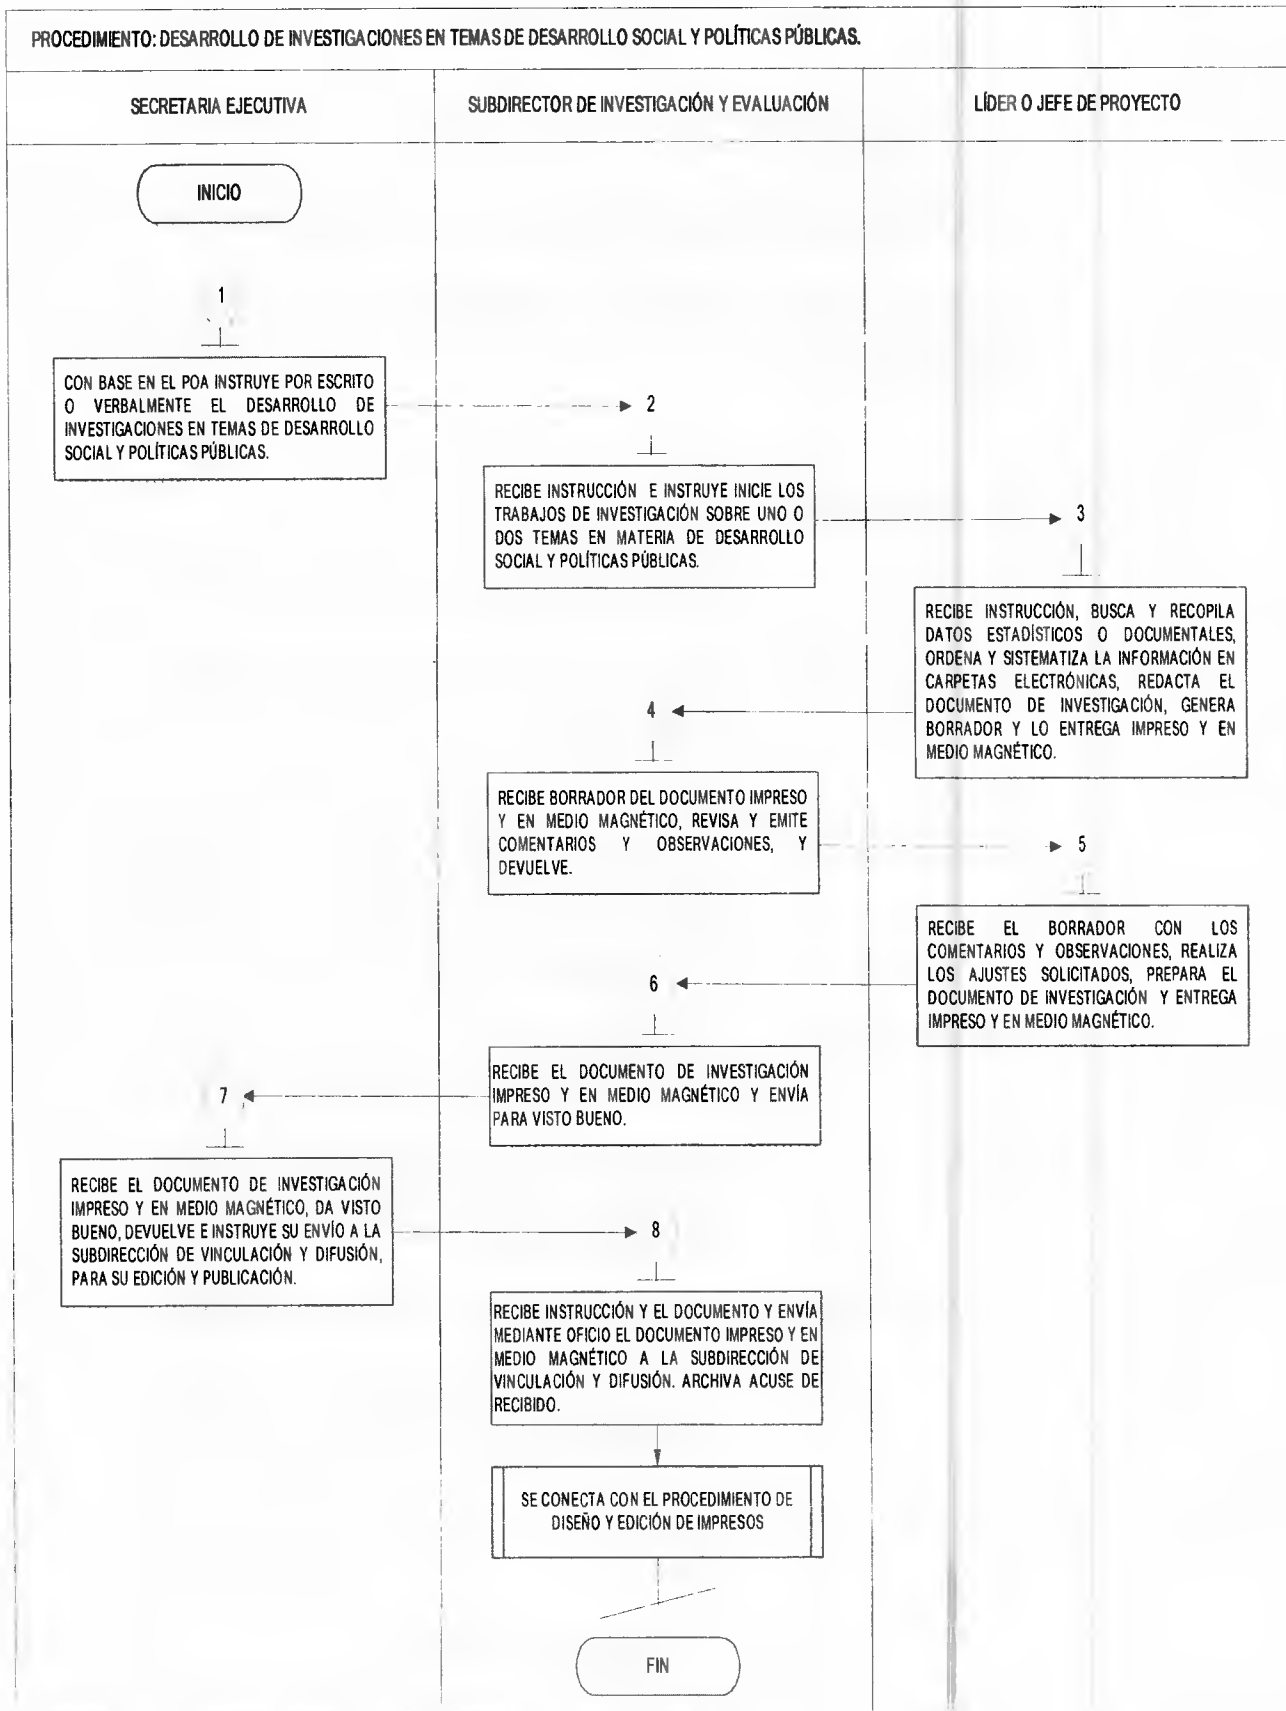 PROCEDIMIENTO: DESARROLLO DE INVESTIGACIONES EN TEMAS DE DESARROLLO SOCIAL Y POLÍTICAS PÚBLICAS.
SECRETARIA EJECUTIVA
SUBDIRECTOR DE INVESTIGACIÓN Y EVALUACIÓN
LÍDER O JEFE DE PROYECTO
INICIO
1
CON BASE EN EL POA INSTRUYE POR ESCRITO
O VERBALMENTE EL DESARROLLO DE
INVESTIGACIONES EN TEMAS DE DESARROLLO
SOCIAL Y POLÍTICAS PÚBLICAS.
2
RECIBE INSTRUCCIÓN E INSTRUYE INICIE LOS
TRABAJOS DE INVESTIGACIÓN SOBRE UNO O
DOS TEMAS EN MATERIA DE DESARROLLO
SOCIAL Y POLÍTICAS PÚBLICAS.
3
RECIBE INSTRUCCIÓN, BUSCA Y RECOPILA
DATOS ESTADÍSTICOS O DOCUMENTALES,
ORDENA Y SISTEMATIZA LA INFORMACIÓN EN
CARPETAS ELECTRÓNICAS, REDACTA EL
DOCUMENTO DE INVESTIGACIÓN, GENERA
BORRADOR Y LO ENTREGA IMPRESO Y EN
MEDIO MAGNÉTICO.
4
RECIBE BORRADOR DEL DOCUMENTO IMPRESO
Y EN MEDIO MAGNÉTICO, REVISA Y EMITE
COMENTARIOS Y OBSERVACIONES, Y
DEVUELVE.
5
RECIBE EL BORRADOR CON LOS
COMENTARIOS Y OBSERVACIONES, REALIZA
LOS AJUSTES SOLICITADOS, PREPARA EL
DOCUMENTO DE INVESTIGACIÓN Y ENTREGA
IMPRESO Y EN MEDIO MAGNÉTICO.
6
RECIBE EL DOCUMENTO DE INVESTIGACIÓN
IMPRESO Y EN MEDIO MAGNÉTICO Y ENVÍA
PARA VISTO BUENO.
7
RECIBE EL DOCUMENTO DE INVESTIGACIÓN
IMPRESO Y EN MEDIO MAGNÉTICO, DA VISTO
BUENO, DEVUELVE E INSTRUYE SU ENVÍO A LA
SUBDIRECCIÓN DE VINCULACIÓN Y DIFUSIÓN,
PARA SU EDICIÓN Y PUBLICACIÓN.
8
RECIBE INSTRUCCIÓN Y EL DOCUMENTO Y ENVÍA
MEDIANTE OFICIO EL DOCUMENTO IMPRESO Y EN
MEDIO MAGNÉTICO A LA SUBDIRECCIÓN DE
VINCULACIÓN Y DIFUSIÓN. ARCHIVA ACUSE DE
RECIBIDO.
SE CONECTA CON EL PROCEDIMIENTO DE
DISEÑO Y EDICIÓN DE IMPRESOS
FIN